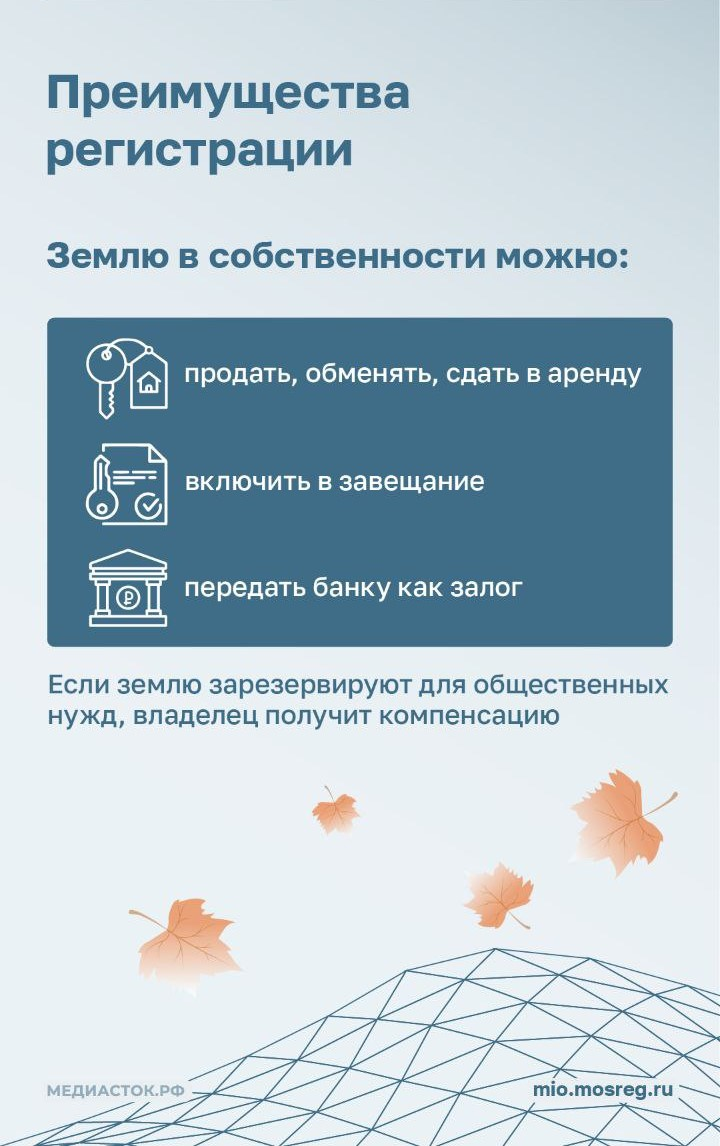 Преимущества
регистрации
Землю в собственности можно:
продать, обменять, сдать в аренду
включить в завещание
передать банку как залог
Если землю зарезервируют для общественных
нужд, владелец получит компенсацию
МЕДИАСТОК.РФ
mio.mosreg.ru